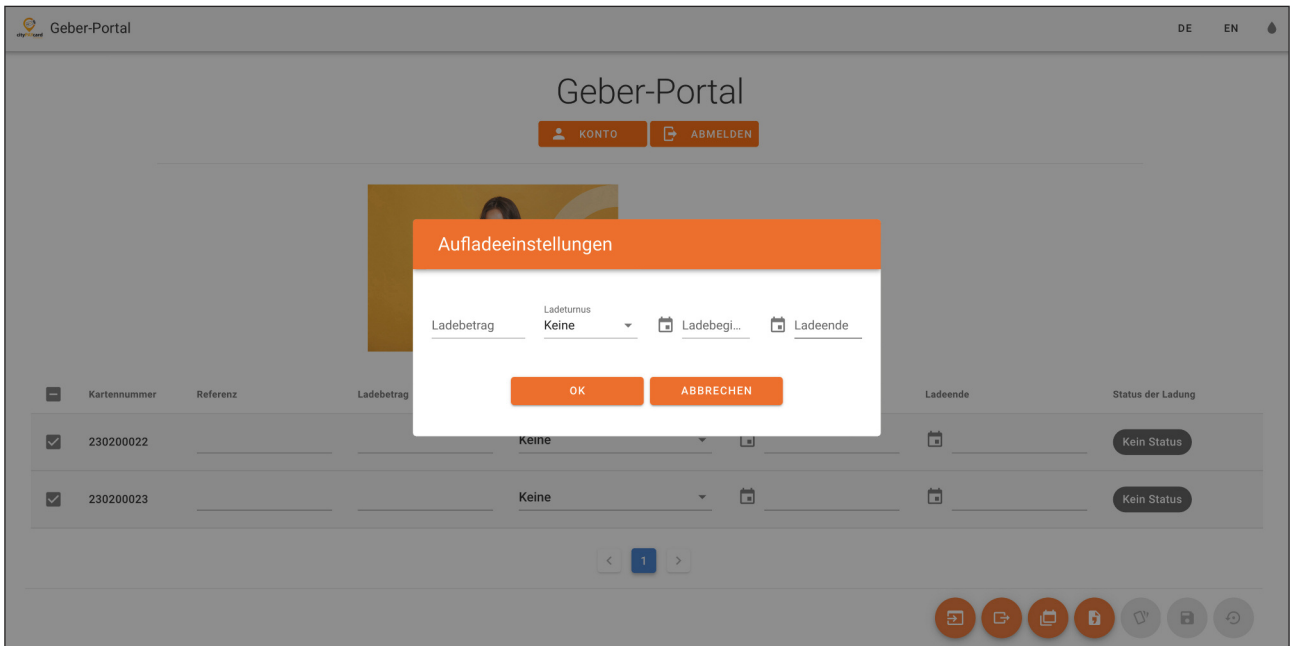 Geber-Portal
DE EN
Geber-Portal
KONTO ABMELDEN
Aufladeeinstellungen
Ladeturnus
Ladebetrag Keine Ladebegi... Ladeende
OK ABBRECHEN
Kartennummer Referenz Ladebetrag Ladeende Status der Ladung
230200022 Keine Kein Status
230200023 Keine Kein Status
< 1 >